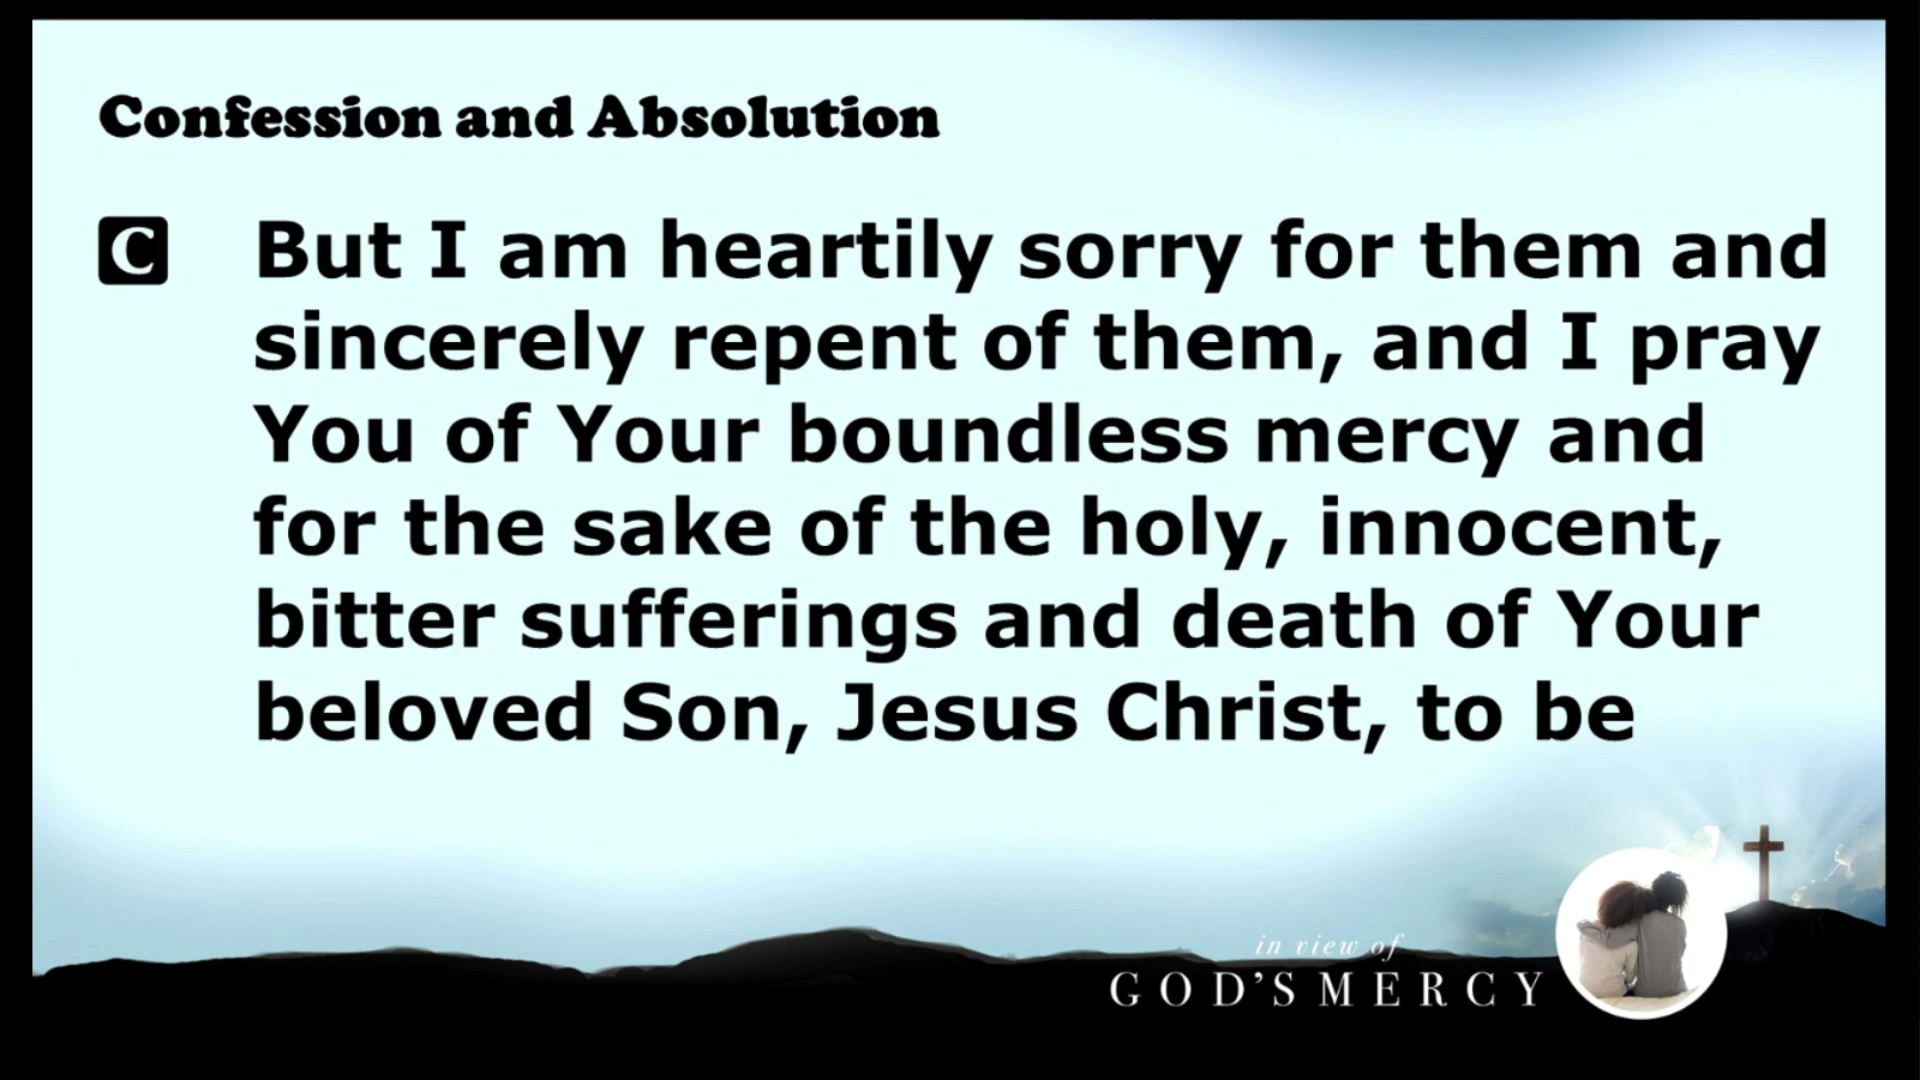 Confession and Absolution
C But I am heartily sorry for them and
sincerely repent of them, and I pray
You of Your boundless mercy and
for the sake of the holy, innocent,
bitter sufferings and death of Your
beloved Son, Jesus Christ, to be
in view of
GOD'S MERCY